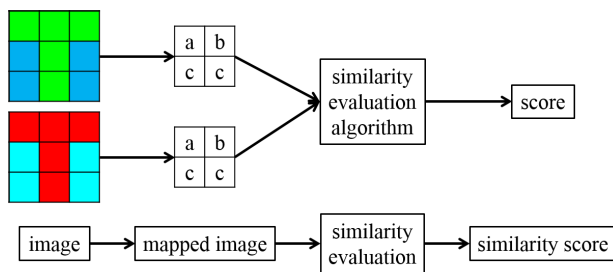 a b
c c
a b
c c
similarity
evaluation
algorithm
score
image
mapped image
similarity
evaluation
similarity score